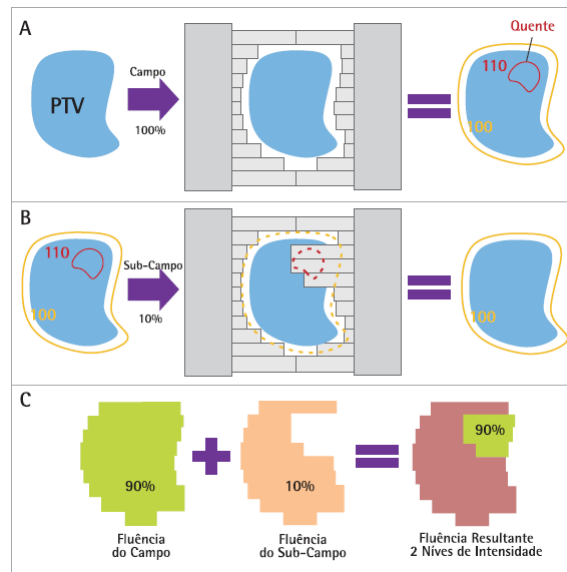 A
Quente
Campo
110
PTV
100%
100
B
110
Sub-Campo
100
10%
100
C
90%
90%
10%
Fluência
do Campo
Fluência
do Sub-Campo
Fluência Resultante
2 Níves de Intensidade